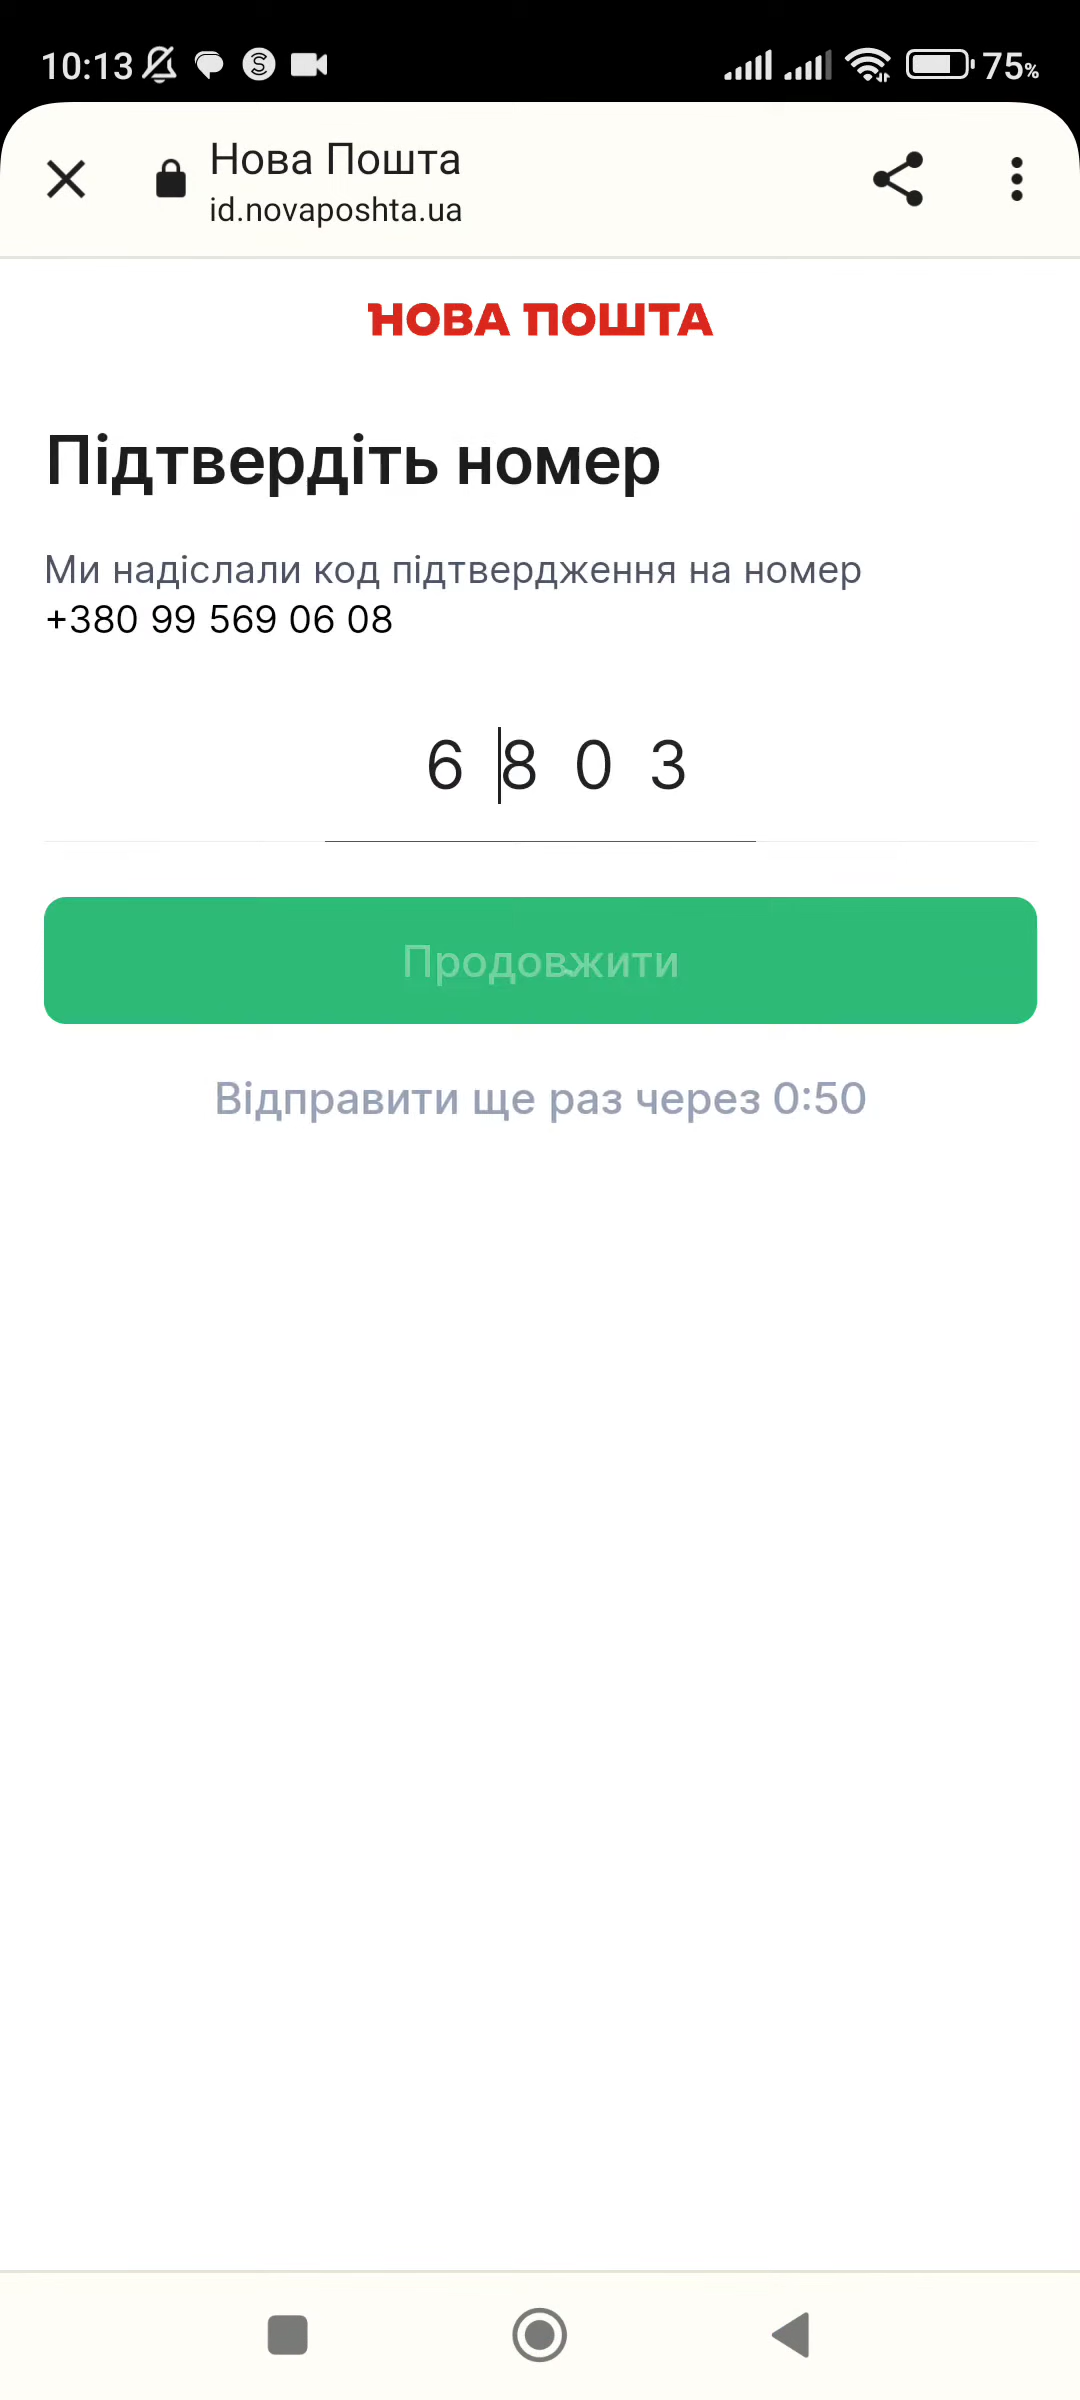 10:13
75%
Нова Пошта
id.novaposhta.ua
НОВА ПОШТА
Підтвердіть номер
Ми надіслали код підтвердження на номер
+380 99 569 06 08
6 8 0 3
Продовжити
Відправити ще раз через 0:50